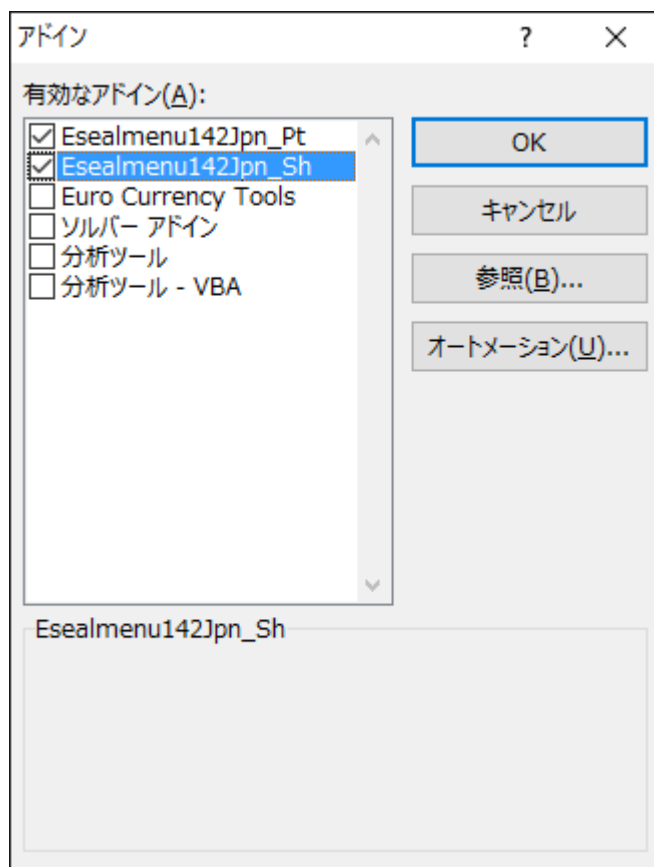 アドイン
?
有効なアドイン(A):
Esealmenu142Jpn_Pt
Esealmenu142Jpn_Sh
Euro Currency Tools
ソルバー アドイン
分析ツール
分析ツール - VBA
OK
キャンセル
参照(B)...
オートメーション(U)...
Esealmenu142Jpn_Sh